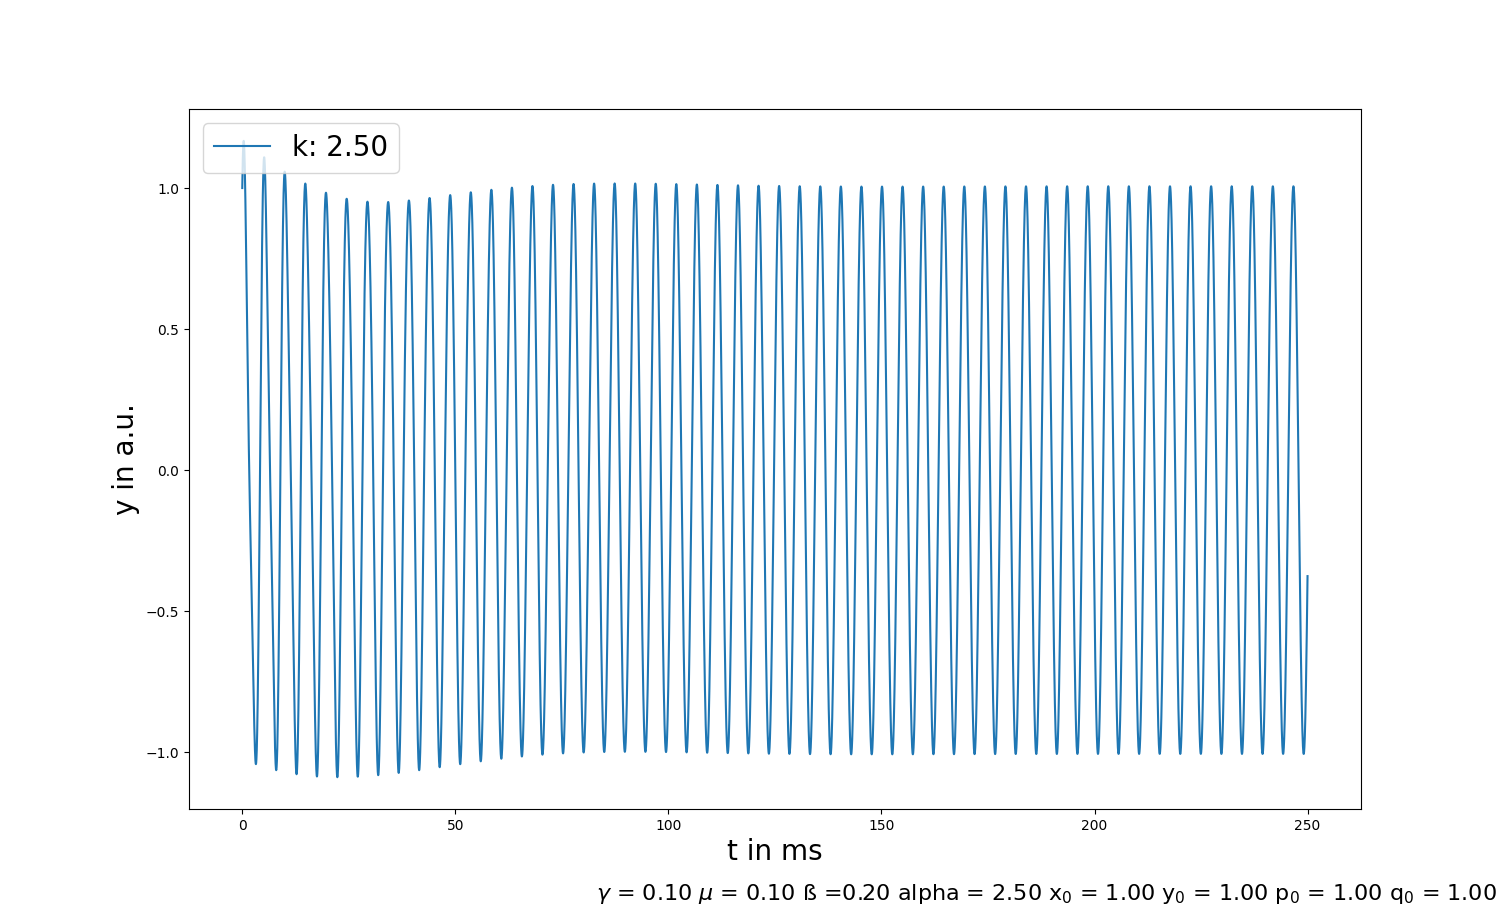 k: 2.50
1.0
0.5
0.0
−0.5
−1.0
y in a.u.
0 50 100 150 200 250
t in ms
γ = 0.10 μ = 0.10 ß =0.20 alpha = 2.50 x₀ = 1.00 y₀ = 1.00 p₀ = 1.00 q₀ = 1.00